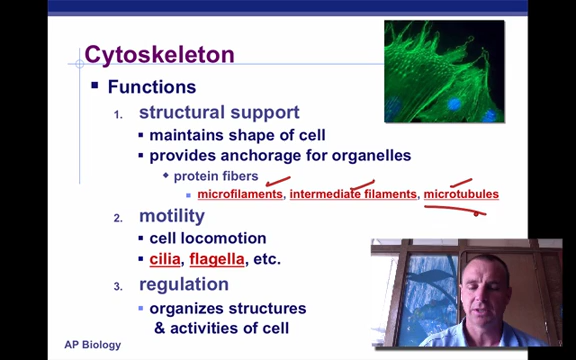 Cytoskeleton
Functions
1. structural support
maintains shape of cell
provides anchorage for organelles
protein fibers
microfilaments, intermediate filaments, microtubules
2. motility
cell locomotion
cilia, flagella, etc.
3. regulation
organizes structures
& activities of cell
AP Biology